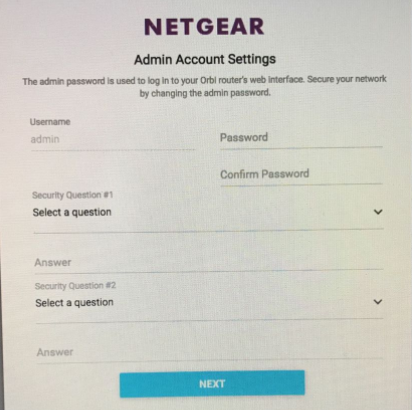 NETGEAR
Admin Account Settings
The admin password is used to log in to your Orbi router's web interface. Secure your network
by changing the admin password.
Username
admin
Password
Confirm Password
Security Question #1
Select a question
Answer
Security Question #2
Select a question
Answer
NEXT